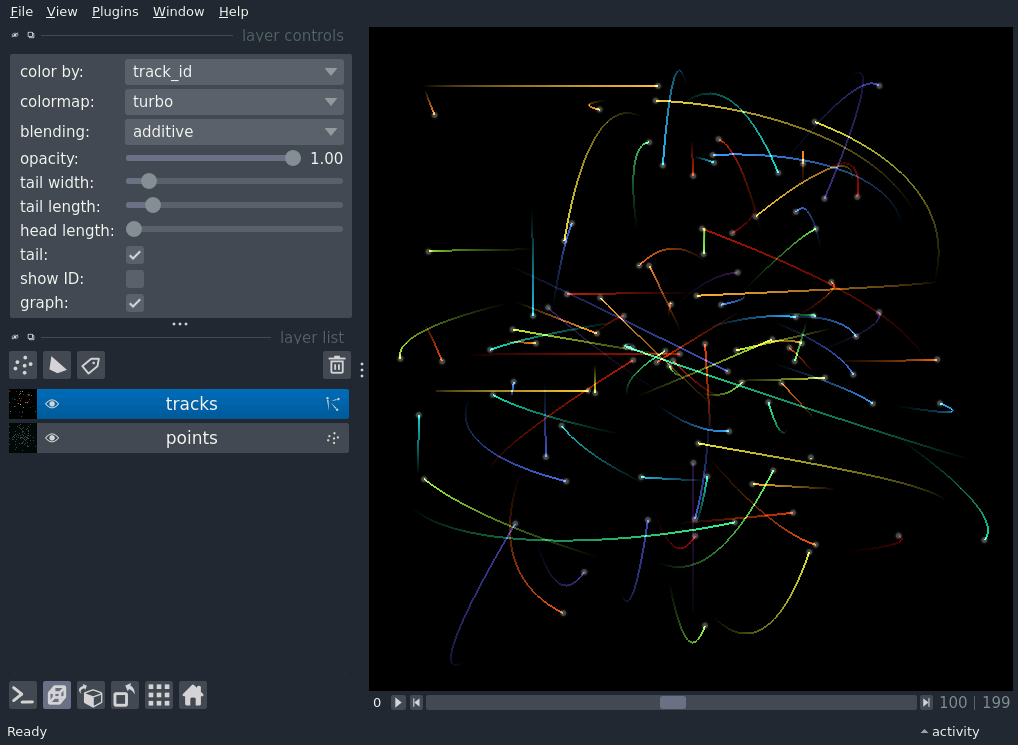 File View Plugins Window Help
layer controls
color by: track_id
colormap: turbo
blending: additive
opacity: 1.00
tail width:
tail length:
head length:
tail:
show ID:
graph:
layer list
tracks
points
0 100 | 199
Ready activity